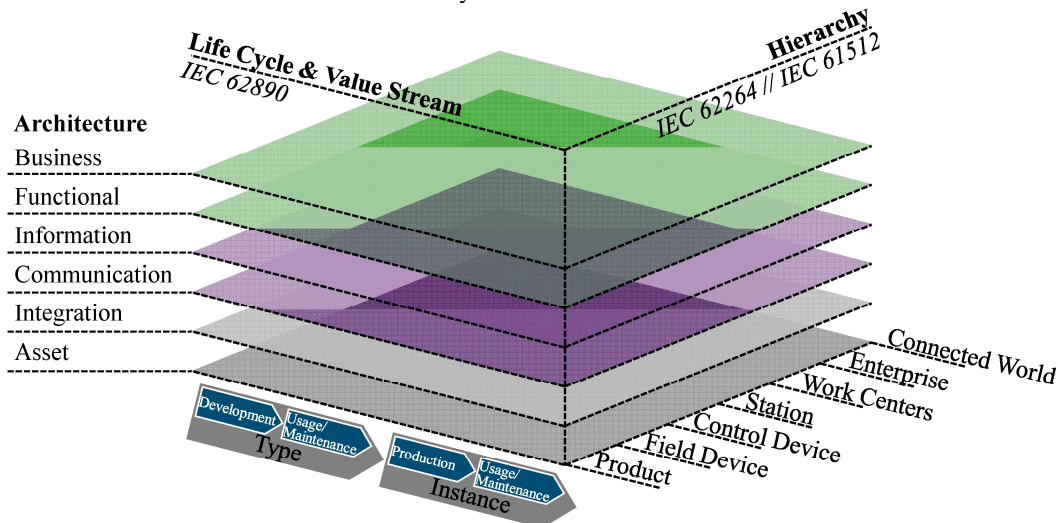 Life Cycle & Value Stream
IEC 62890
Hierarchy
IEC 62264 // IEC 61512
Architecture
Business
Functional
Information
Communication
Integration
Asset
Development
Usage/
Maintenance
Type
Production
Usage/
Maintenance
Instance
Connected World
Enterprise
Work Centers
Station
Control Device
Field Device
Product